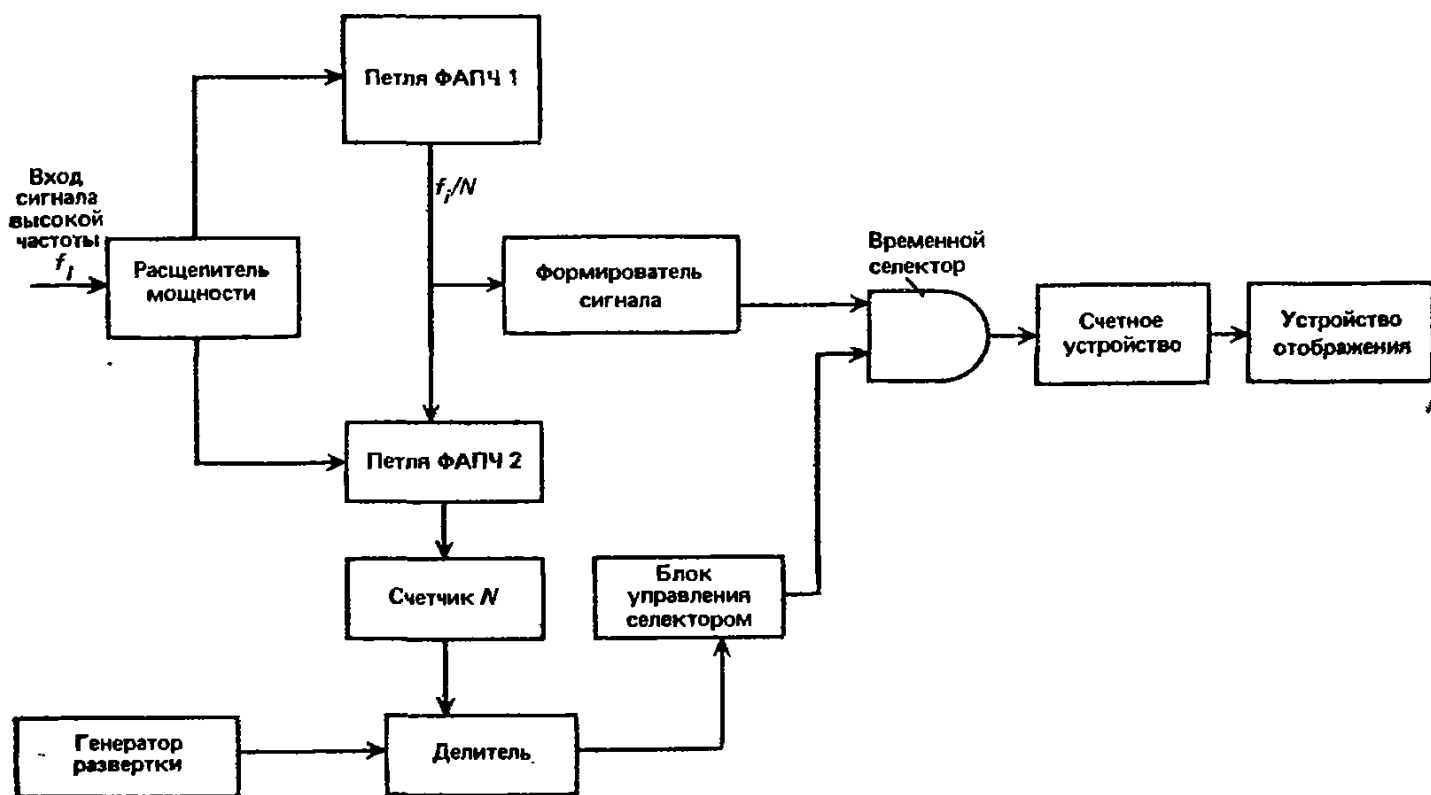 Петля ФАПЧ 1
Вход
сигнала
высокой
частоты
f_i
Расщепитель
мощности
f_i/N
Формирователь
сигнала
Временной
селектор
Счетное
устройство
Устройство
отображения
Петля ФАПЧ 2
Счетчик N
Блок
управления
селектором
Генератор
развертки
Делитель